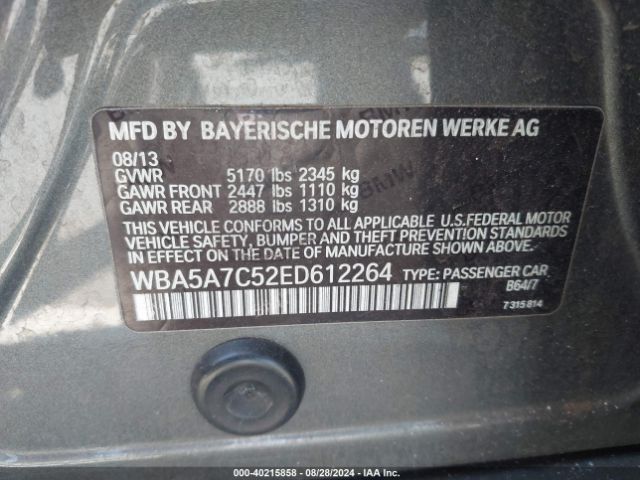 MFD BY BAYERISCHE MOTOREN WERKE AG
08/13
GVWR 5170 lbs 2345 kg
GAWR FRONT 2447 lbs 1110 kg
GAWR REAR 2888 lbs 1310 kg
THIS VEHICLE CONFORMS TO ALL APPLICABLE U.S.FEDERAL MOTOR
VEHICLE SAFETY, BUMPER AND THEFT PREVENTION STANDARDS
IN EFFECT ON THE DATE OF MANUFACTURE SHOWN ABOVE.
WBA5A7C52ED612264 TYPE: PASSENGER CAR
B64/7
7315814
000-40215858 | 08/28/2024 | IAA Inc.